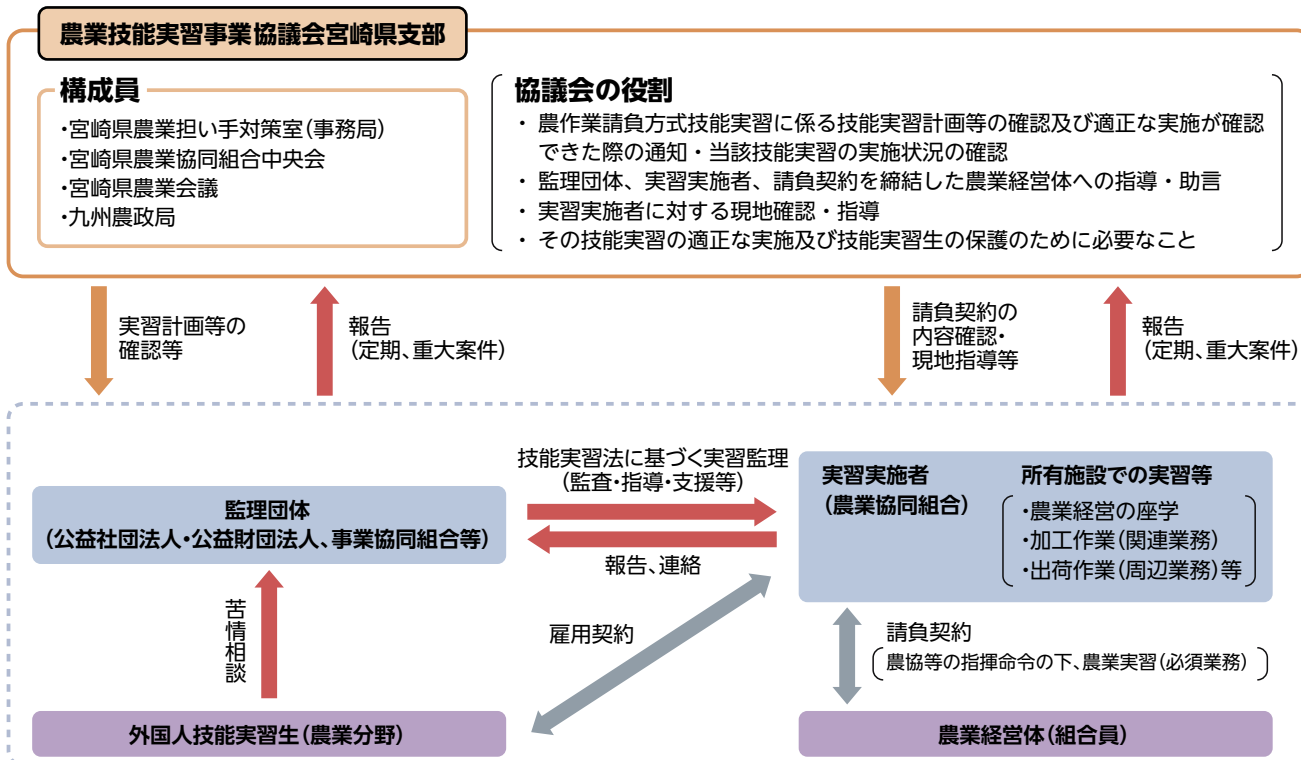 農業技能実習事業協議会宮崎県支部
構成員
・宮崎県農業担い手対策室（事務局）
・宮崎県農業協同組合中央会
・宮崎県農業会議
・九州農政局
協議会の役割
・ 農作業請負方式技能実習に係る技能実習計画等の確認及び適正な実施が確認
できた際の通知・当該技能実習の実施状況の確認
・ 監理団体、実習実施者、請負契約を締結した農業経営体への指導・助言
・ 実習実施者に対する現地確認・指導
・ その技能実習の適正な実施及び技能実習生の保護のために必要なこと
実習計画等の
確認等
報告
（定期、重大案件）
請負契約の
内容確認・
現地指導等
報告
（定期、重大案件）
監理団体
（公益社団法人・公益財団法人、事業協同組合等）
技能実習法に基づく実習監理
（監査・指導・支援等）
報告、連絡
実習実施者
（農業協同組合）
所有施設での実習等
・農業経営の座学
・加工作業（関連業務）
・出荷作業（周辺業務）等
苦情相談
雇用契約
請負契約
（農協等の指揮命令の下、農業実習（必須業務））
外国人技能実習生（農業分野）
農業経営体（組合員）